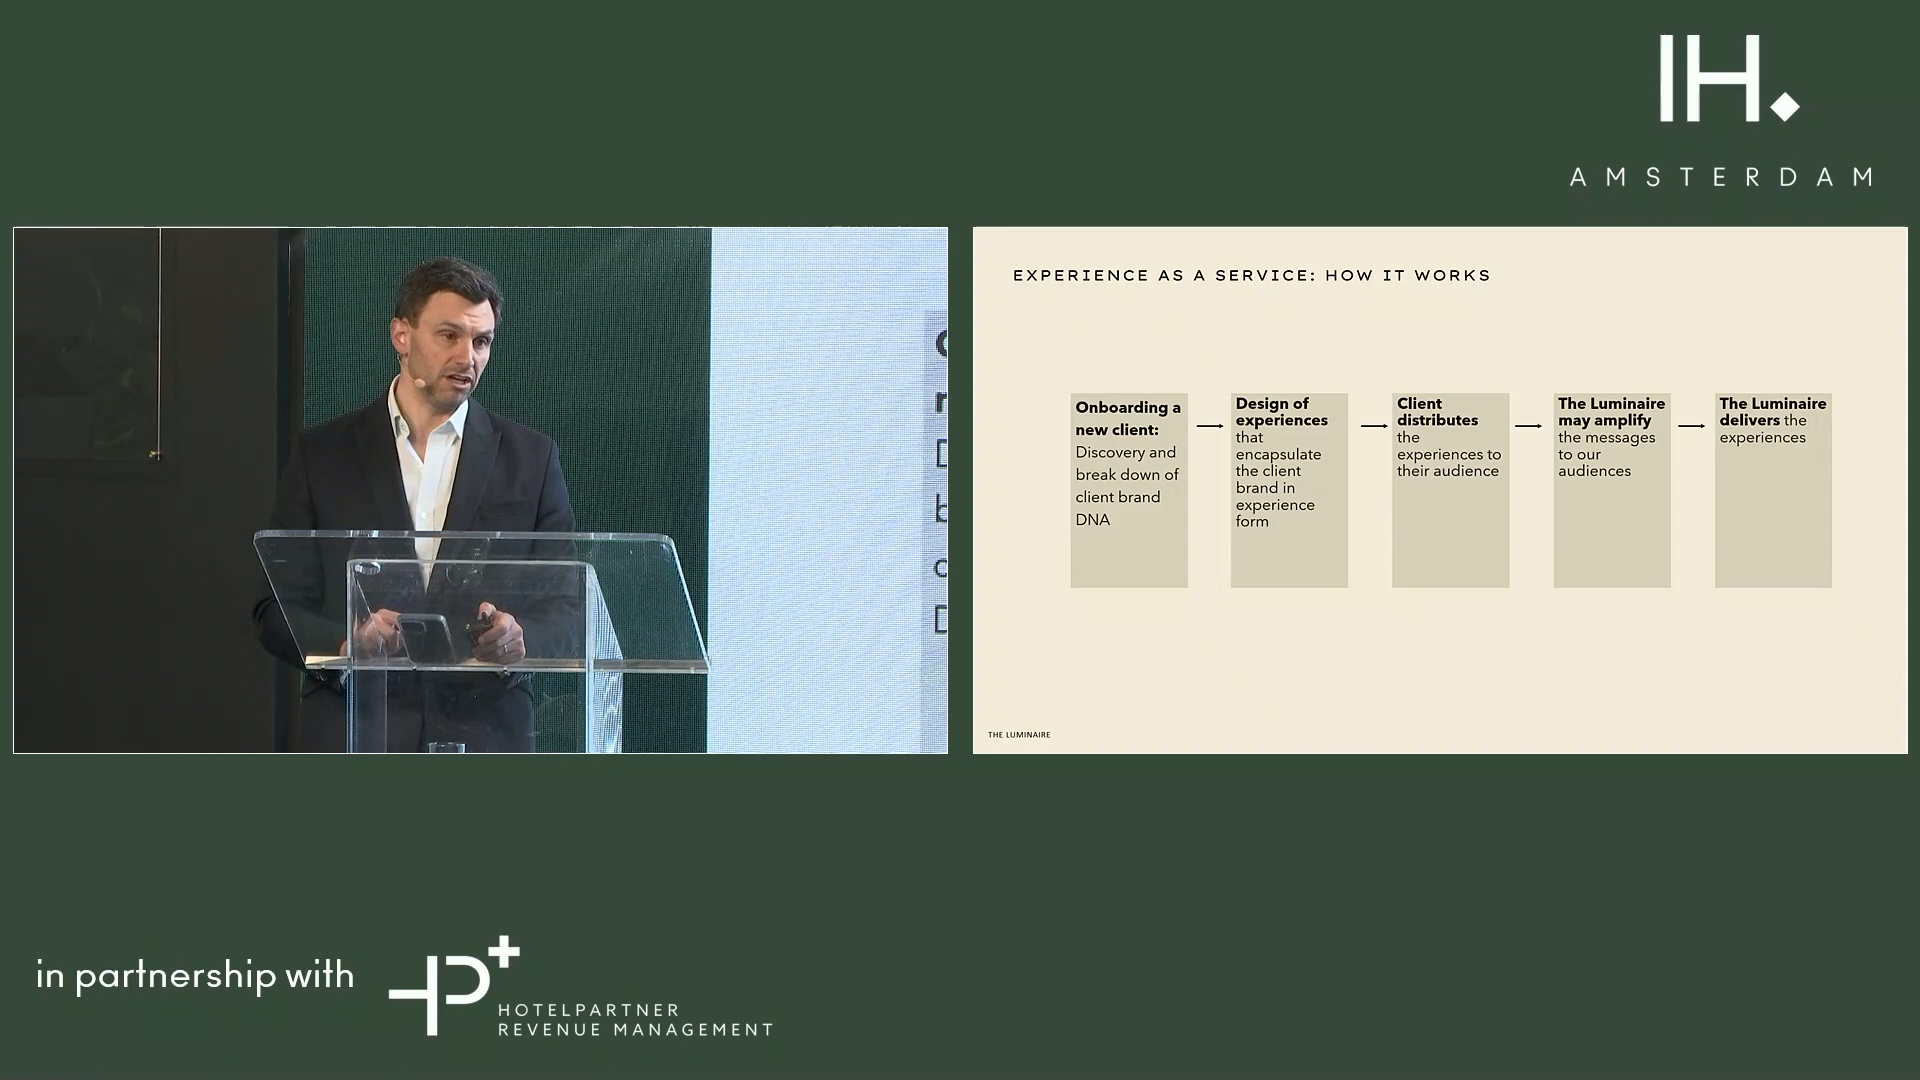 IH.
AMSTERDAM
EXPERIENCE AS A SERVICE: HOW IT WORKS
Onboarding a
new client:
Discovery and
break down of
client brand
DNA
Design of
experiences
that
encapsulate
the client
brand in
experience
form
Client
distributes
the
experiences to
their audience
The Luminaire
may amplify
the messages
to our
audiences
The Luminaire
delivers the
experiences
THE LUMINAIRE
in partnership with
HP+
HOTELPARTNER
REVENUE MANAGEMENT